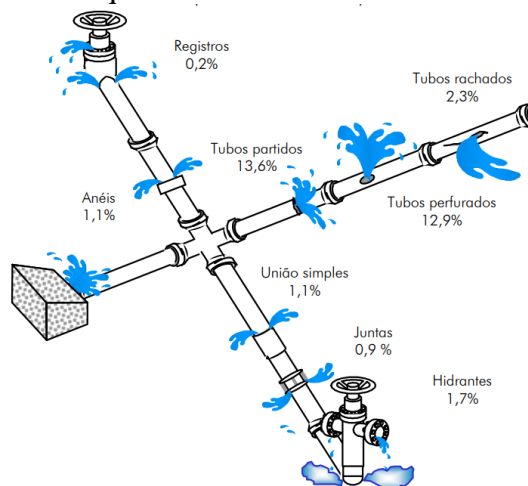 Registros
0,2%
Tubos rachados
2,3%
Tubos partidos
13,6%
Anéis
1,1%
Tubos perfurados
12,9%
União simples
1,1%
Juntas
0,9 %
Hidrantes
1,7%